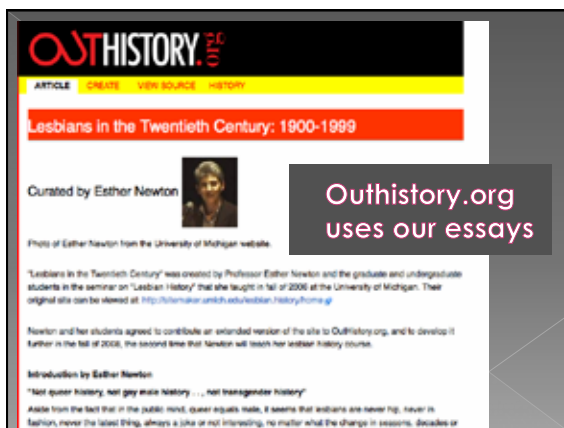 OUTHISTORY.org
ARTICLE CREATE VIEW SOURCE HISTORY
Lesbians in the Twentieth Century: 1900-1999
Curated by Esther Newton
Outhistory.org
uses our essays
Photo of Esther Newton from the University of Michigan website.
"Lesbians in the Twentieth Century" was created by Professor Esther Newton and the graduate and undergraduate
students in the seminar on "Lesbian History" that she taught in fall of 2006 at the University of Michigan. Their
original site can be viewed at http://sitemaker.umich.edu/lesbian.history/home
Newton and her students agreed to contribute an extended version of the site to OutHistory.org, and to develop it
further in the fall of 2008, the second time that Newton will teach her lesbian history course.
Introduction by Esther Newton
"Not queer history, not gay male history . . ., not transgender history"
Aside from the fact that in the public mind, queer equals male, it seems that lesbians are never hip, never in
fashion, never the latest thing, always a joke or not interesting, no matter what the change in seasons, decades or